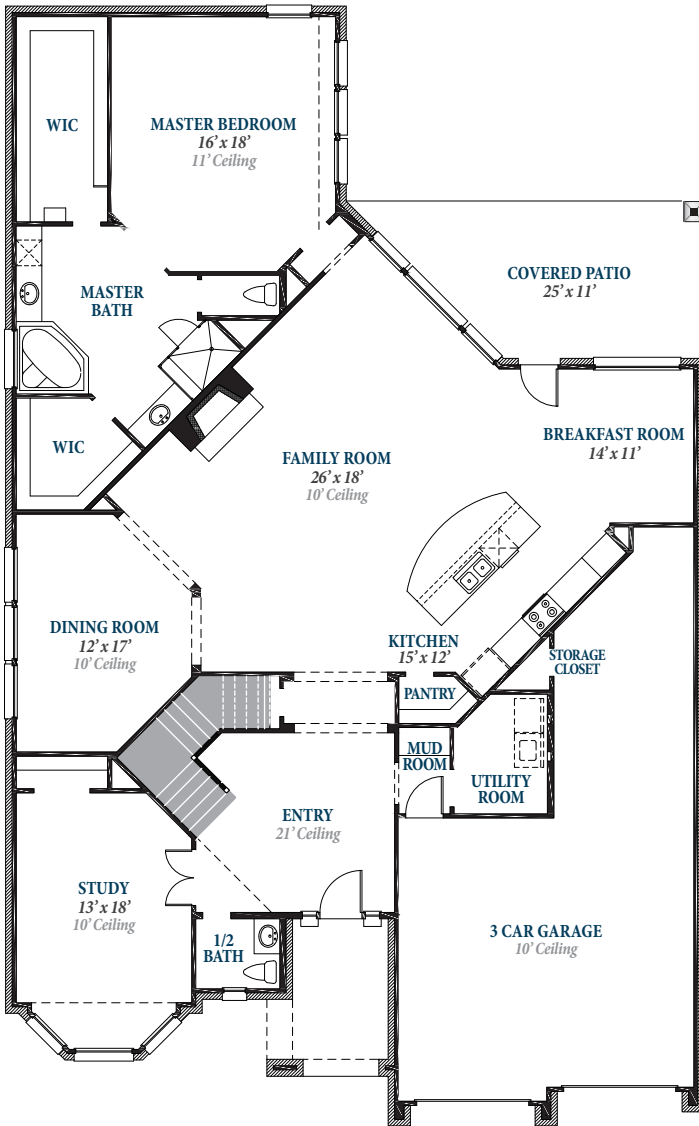 WIC
MASTER BEDROOM
16’ x 18’
11’ Ceiling
COVERED PATIO
25’ x 11’
MASTER
BATH
WIC
FAMILY ROOM
26’ x 18’
10’ Ceiling
BREAKFAST ROOM
14’ x 11’
DINING ROOM
12’ x 17’
10’ Ceiling
KITCHEN
15’ x 12’
STORAGE
CLOSET
PANTRY
MUD
ROOM
UTILITY
ROOM
ENTRY
21’ Ceiling
STUDY
13’ x 18’
10’ Ceiling
1/2
BATH
3 CAR GARAGE
10’ Ceiling